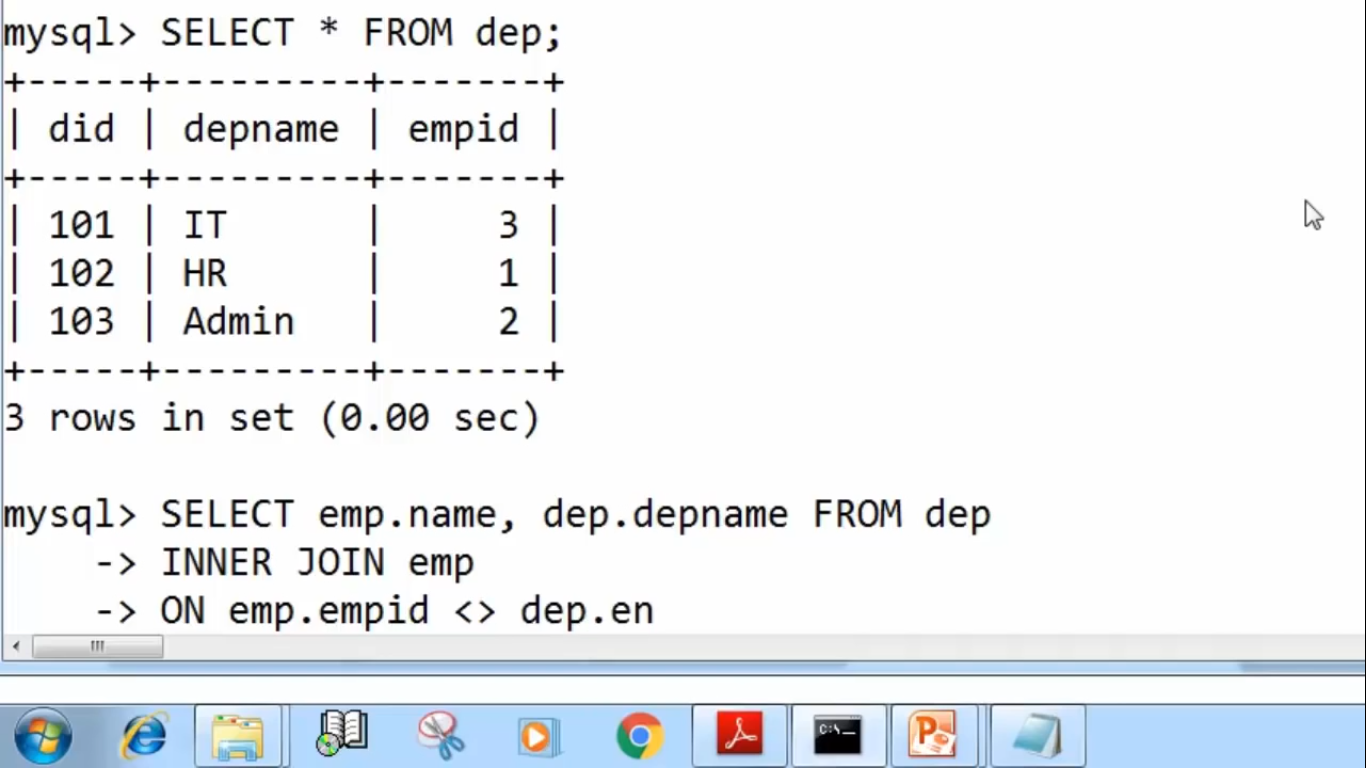 mysql> SELECT * FROM dep;
+-----+---------+-------+
| did | depname | empid |
+-----+---------+-------+
| 101 | IT      |     3 |
| 102 | HR      |     1 |
| 103 | Admin   |     2 |
+-----+---------+-------+
3 rows in set (0.00 sec)
mysql> SELECT emp.name, dep.depname FROM dep
    -> INNER JOIN emp
    -> ON emp.empid <> dep.en